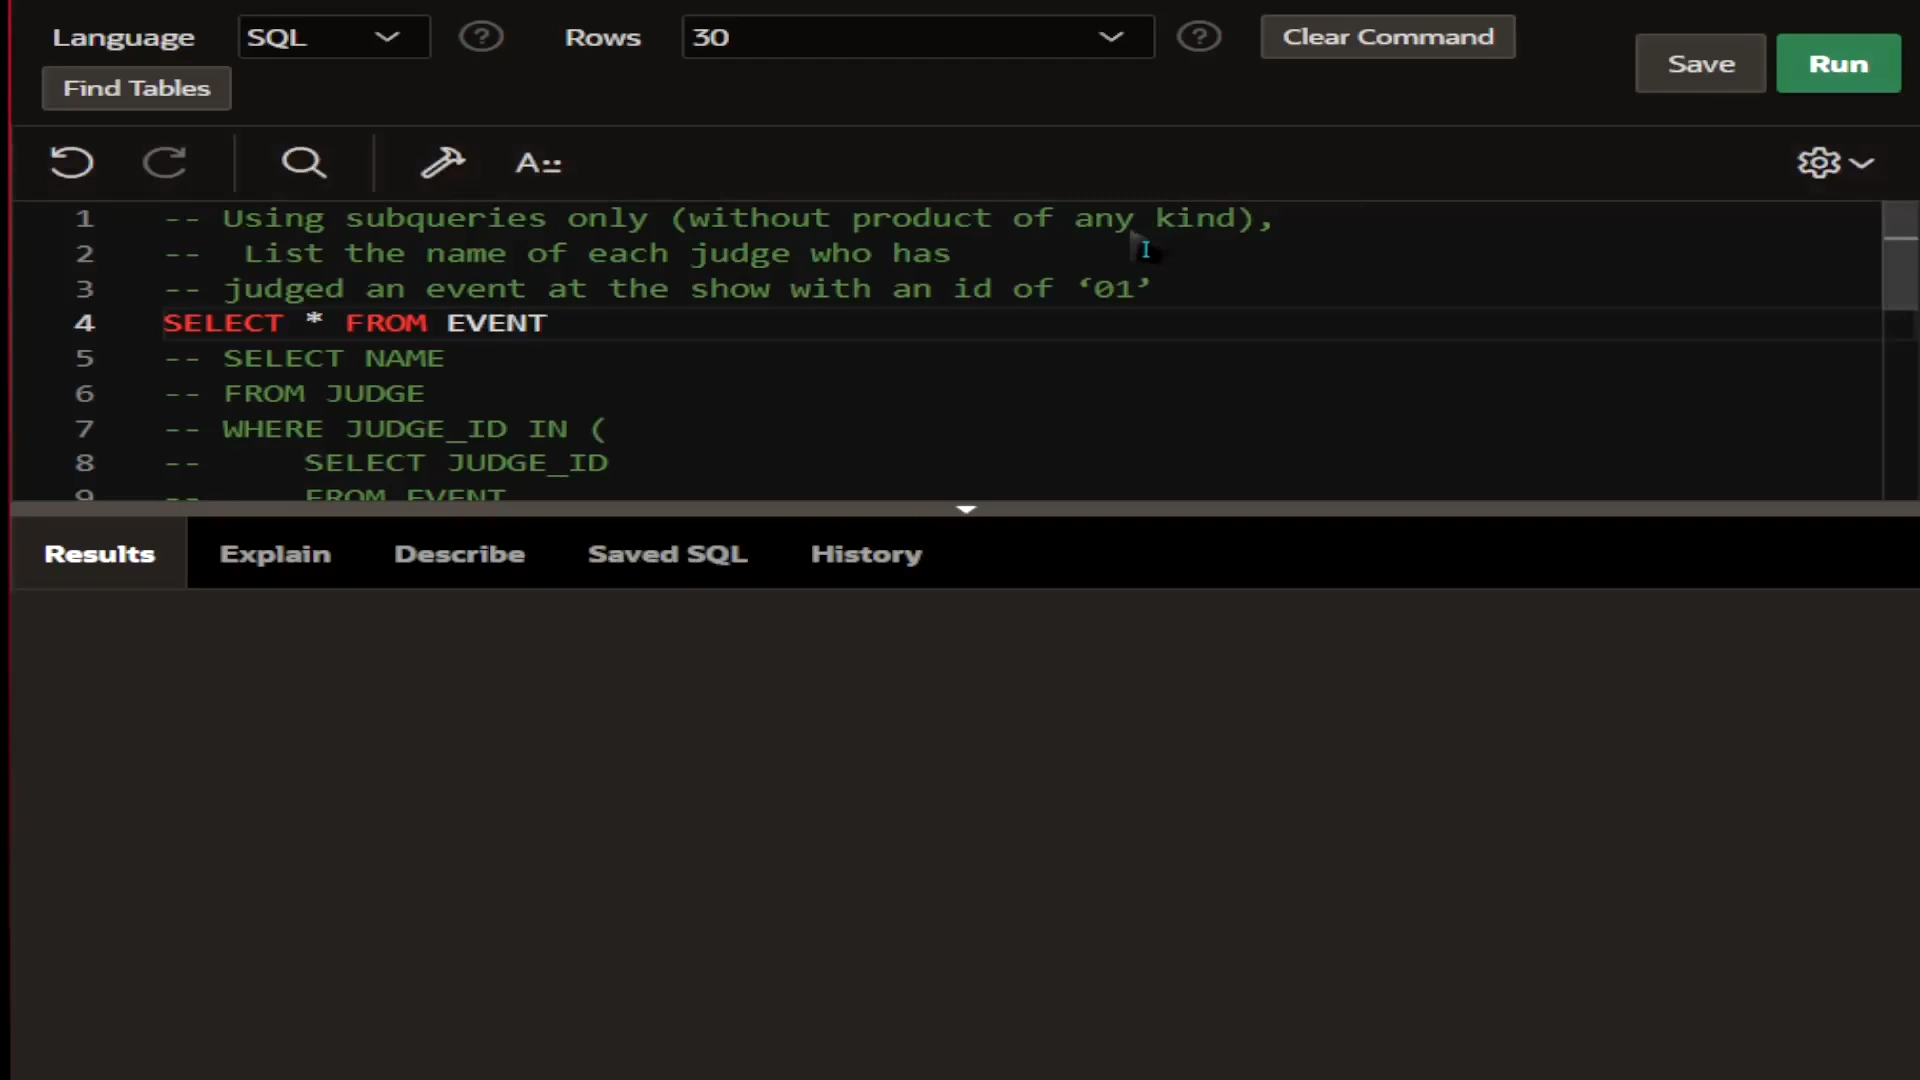 Language SQL Rows 30 Clear Command Save Run
Find Tables
A::
1 -- Using subqueries only (without product of any kind),
2 --  List the name of each judge who has
3 -- judged an event at the show with an id of ‘01’
4 SELECT * FROM EVENT
5 -- SELECT NAME
6 -- FROM JUDGE
7 -- WHERE JUDGE_ID IN (
8 --     SELECT JUDGE_ID
9 --     FROM EVENT
Results Explain Describe Saved SQL History